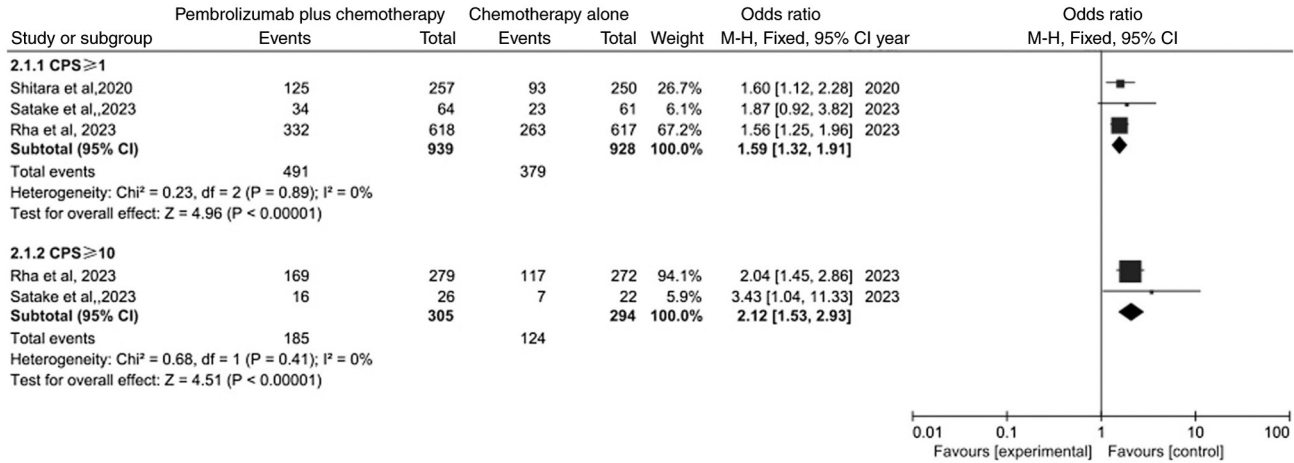 Pembrolizumab plus chemotherapy Chemotherapy alone Odds ratio Odds ratio
Study or subgroup Events Total Events Total Weight M-H, Fixed, 95% CI year M-H, Fixed, 95% CI
2.1.1 CPS⩾1
Shitara et al,2020 125 257 93 250 26.7% 1.60 [1.12, 2.28] 2020
Satake et al,,2023 34 64 23 61 6.1% 1.87 [0.92, 3.82] 2023
Rha et al, 2023 332 618 263 617 67.2% 1.56 [1.25, 1.96] 2023
Subtotal (95% CI) 939 928 100.0% 1.59 [1.32, 1.91]
Total events 491 379
Heterogeneity: Chi² = 0.23, df = 2 (P = 0.89); I² = 0%
Test for overall effect: Z = 4.96 (P < 0.00001)
2.1.2 CPS⩾10
Rha et al, 2023 169 279 117 272 94.1% 2.04 [1.45, 2.86] 2023
Satake et al,,2023 16 26 7 22 5.9% 3.43 [1.04, 11.33] 2023
Subtotal (95% CI) 305 294 100.0% 2.12 [1.53, 2.93]
Total events 185 124
Heterogeneity: Chi² = 0.68, df = 1 (P = 0.41); I² = 0%
Test for overall effect: Z = 4.51 (P < 0.00001)
0.01 0.1 1 10 100
Favours [experimental] Favours [control]